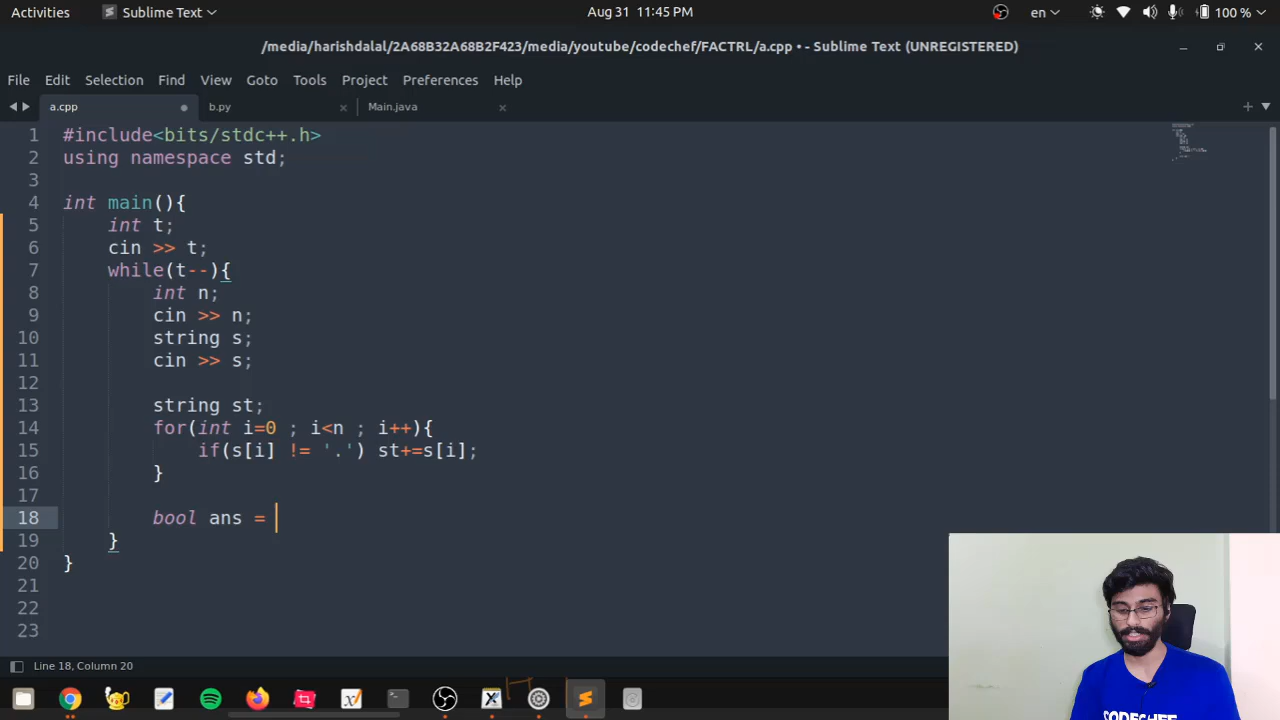 Activities Sublime Text Aug 31 11:45 PM en 100 %
/media/harishdalal/2A68B32A68B2F423/media/youtube/codechef/FACTRL/a.cpp • - Sublime Text (UNREGISTERED)
File Edit Selection Find View Goto Tools Project Preferences Help
a.cpp b.py Main.java
1 #include<bits/stdc++.h>
2 using namespace std;
3
4 int main(){
5 int t;
6 cin >> t;
7 while(t--){
8 int n;
9 cin >> n;
10 string s;
11 cin >> s;
12
13 string st;
14 for(int i=0 ; i<n ; i++){
15 if(s[i] != '.') st+=s[i];
16 }
17
18 bool ans =
19 }
20 }
21
22
23
Line 18, Column 20
CODECHEF